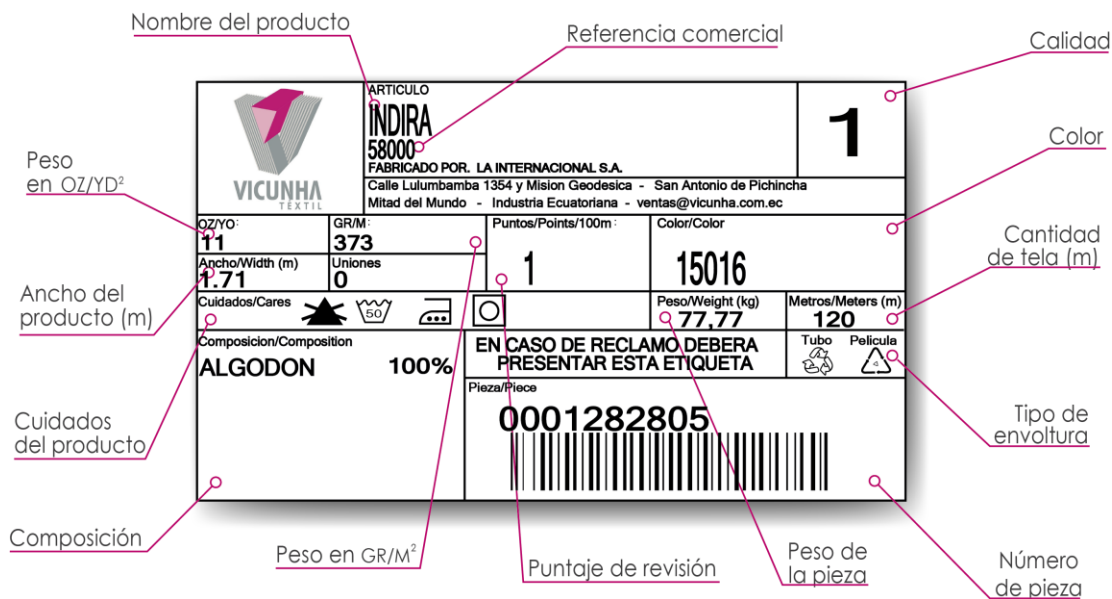 Nombre del producto
Referencia comercial
Calidad
Color
Cantidad
de tela (m)
Tipo de
envoltura
Número
de pieza
Peso de
la pieza
Puntaje de revisión
Peso en GR/M²
Composición
Cuidados
del producto
Ancho del
producto (m)
Peso
en OZ/YD²
VICUNHA
TEXTIL
ARTICULO
INDIRA
58000
FABRICADO POR. LA INTERNACIONAL S.A.
1
Calle Lulumbamba 1354 y Mision Geodesica - San Antonio de Pichincha
Mitad del Mundo - Industria Ecuatoriana - ventas@vicunha.com.ec
OZ/YO:
11
GR/M:
373
Puntos/Points/100m:
1
Color/Color
15016
Ancho/Width (m)
1.71
Uniones
0
Cuidados/Cares
50
Peso/Weight (kg)
77,77
Metros/Meters (m)
120
Composicion/Composition
ALGODON 100%
EN CASO DE RECLAMO DEBERA
PRESENTAR ESTA ETIQUETA
Tubo Pelicula
Pieza/Piece
0001282805